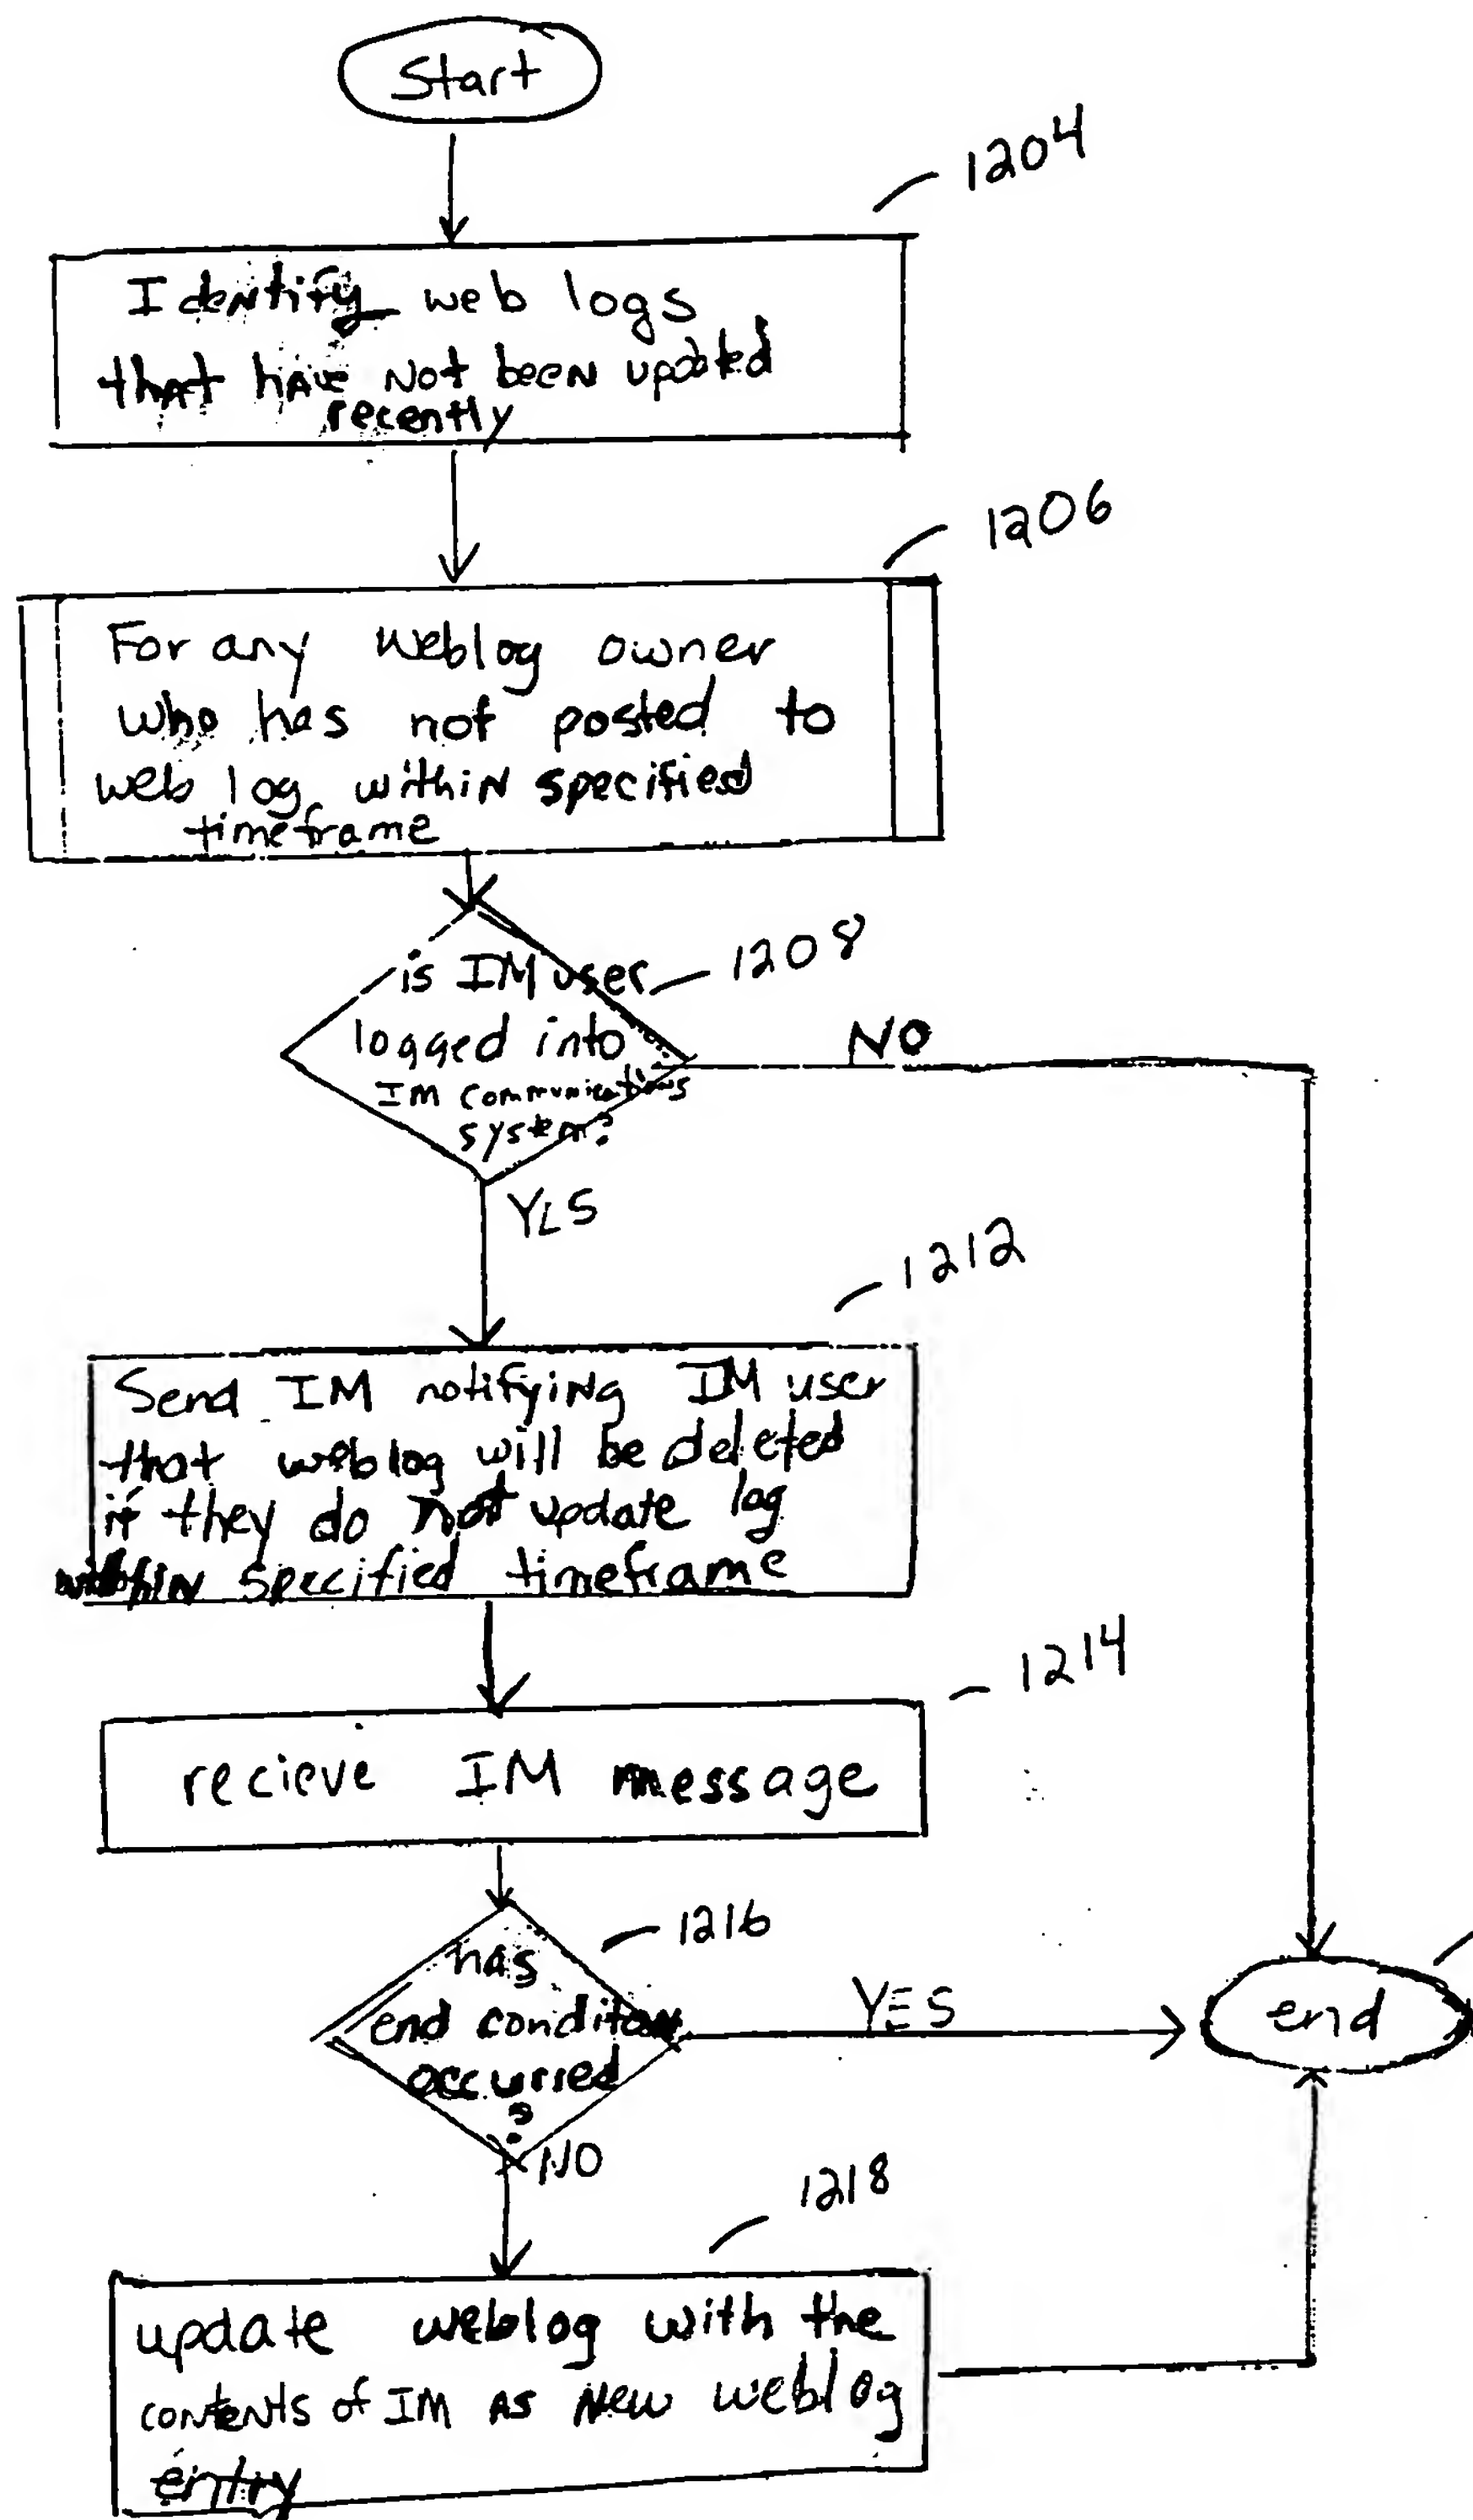 Start
1204
Identify web logs
that have not been updated
recently
1206
For any weblog owner
who has not posted to
web log within specified
timeframe
1208
is IM user
logged into
IM communications
system?
NO
YES
1212
Send IM notifying IM user
that weblog will be deleted
if they do not update log
within specified timeframe
1214
recieve IM message
1216
has
end condition
occurred
?
YES
end
NO
1218
update weblog with the
contents of IM as new weblog
entry